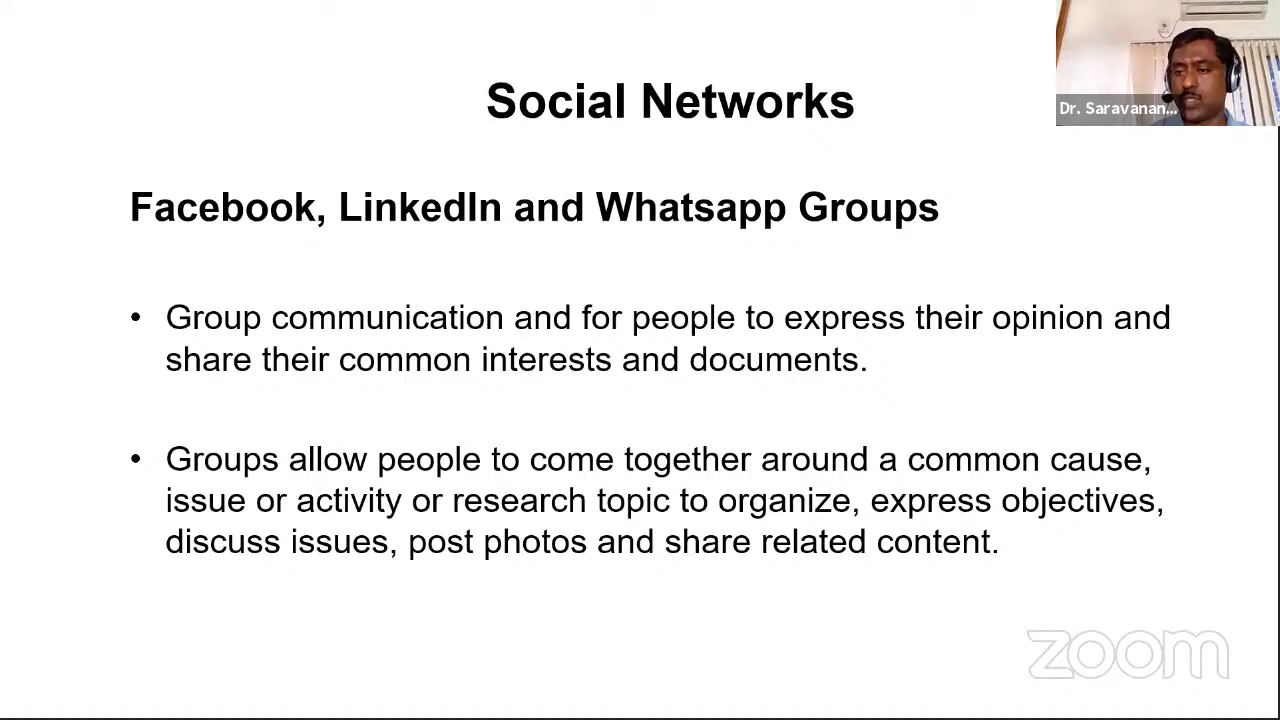 Social Networks
Dr. Saravanan...
Facebook, LinkedIn and Whatsapp Groups
• Group communication and for people to express their opinion and
share their common interests and documents.
• Groups allow people to come together around a common cause,
issue or activity or research topic to organize, express objectives,
discuss issues, post photos and share related content.
zoom